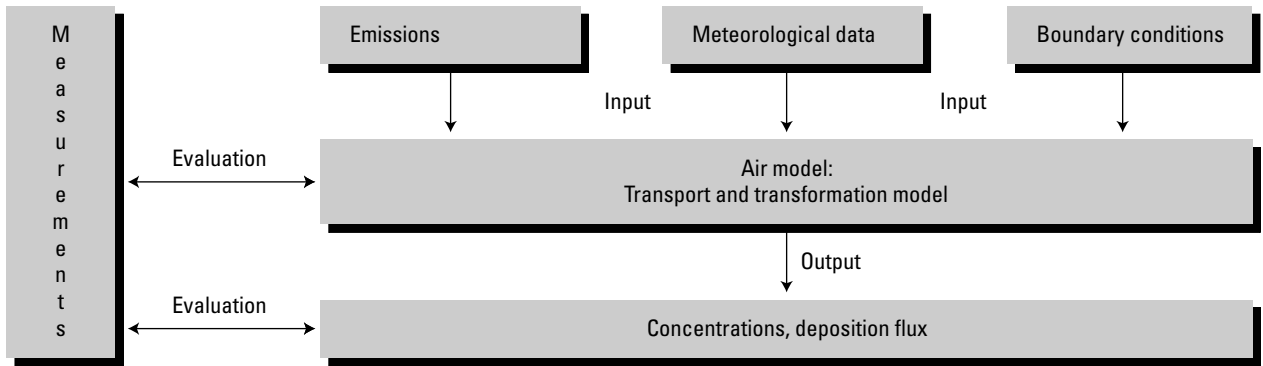 Measurements
Emissions
Meteorological data
Boundary conditions
Input
Input
Evaluation
Air model:
Transport and transformation model
Output
Evaluation
Concentrations, deposition flux